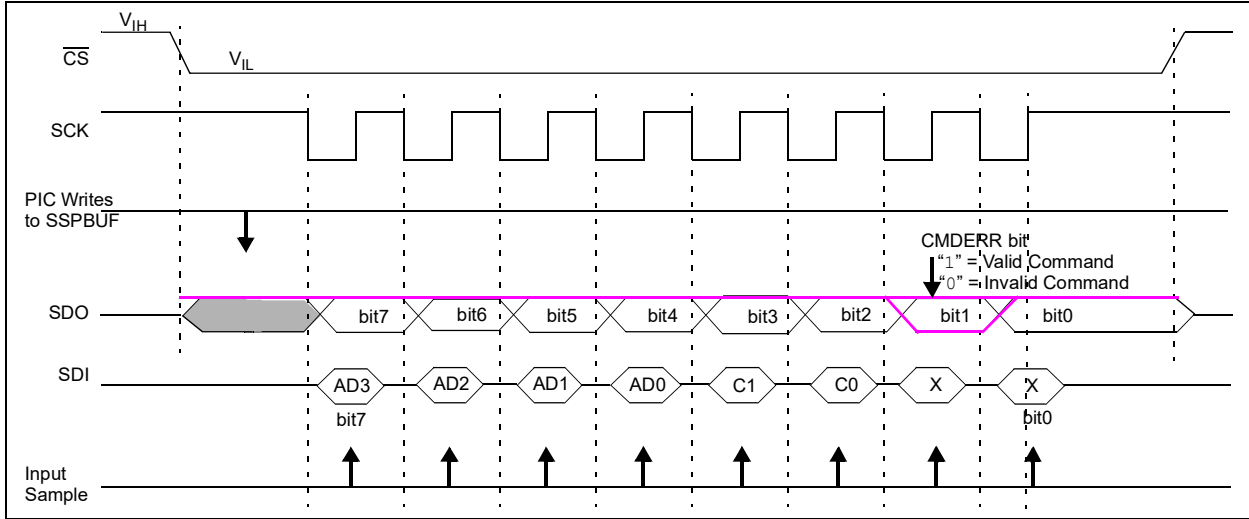 VIH
CS
VIL
SCK
PIC Writes
to SSPBUF
CMDERR bit
“1” = Valid Command
“0” = Invalid Command
SDO bit7 bit6 bit5 bit4 bit3 bit2 bit1 bit0
SDI AD3 AD2 AD1 AD0 C1 C0 X X
bit7 bit0
Input
Sample